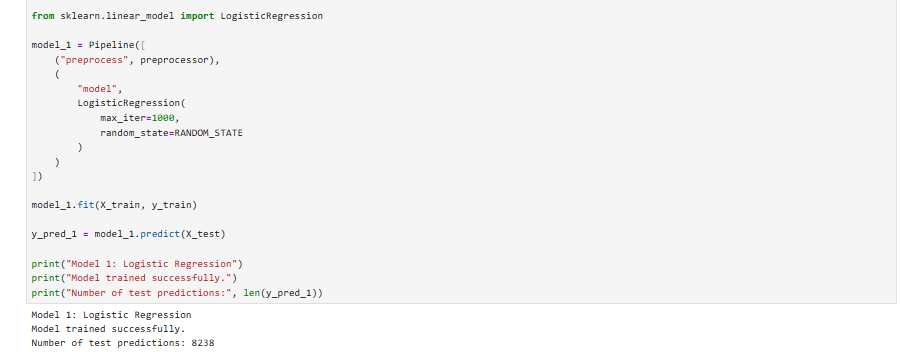 from sklearn.linear_model import LogisticRegression

model_1 = Pipeline([
    ("preprocess", preprocessor),
    (
        "model",
        LogisticRegression(
            max_iter=1000,
            random_state=RANDOM_STATE
        )
    )
])

model_1.fit(X_train, y_train)

y_pred_1 = model_1.predict(X_test)

print("Model 1: Logistic Regression")
print("Model trained successfully.")
print("Number of test predictions:", len(y_pred_1))
Model 1: Logistic Regression
Model trained successfully.
Number of test predictions: 8238